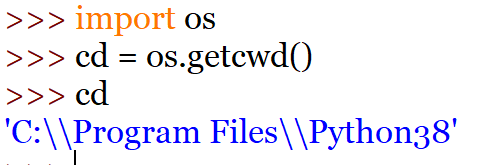 >>> import os
>>> cd = os.getcwd()
>>> cd
'C:\\Program Files\\Python38'
>>>